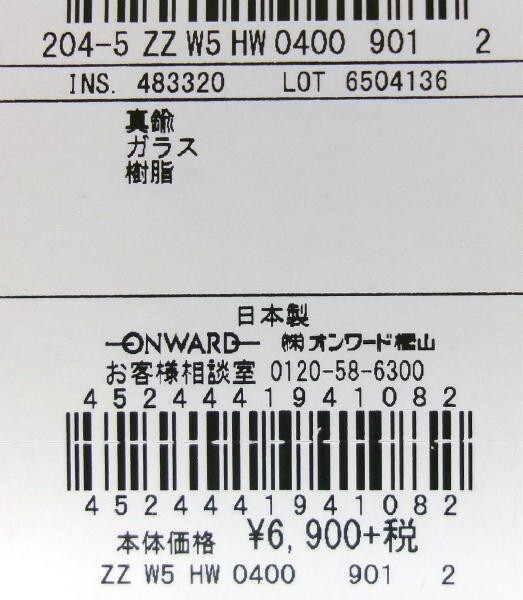 204-5 ZZ W5 HW 0400 901 2
INS. 483320 LOT 6504136
真鍮
ガラス
樹脂
日本製
ONWARD ㈱オンワード樫山
お客様相談室 0120-58-6300
4524441941082
4524441941082
本体価格 ¥6,900+税
ZZ W5 HW 0400 901 2